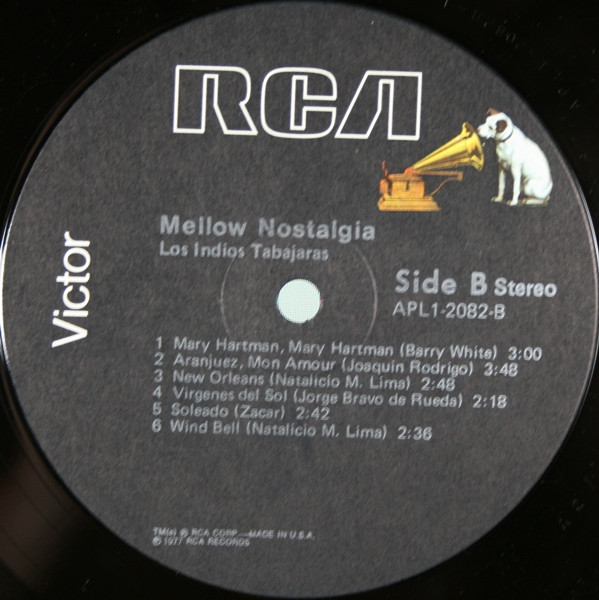 RCA
Victor
Mellow Nostalgia
Los Indios Tabajaras
Side B Stereo
APL1-2082-B
1 Mary Hartman, Mary Hartman (Barry White) 3:00
2 Aranjuez, Mon Amour (Joaquin Rodrigo) 3:48
3 New Orleans (Natalicio M. Lima) 2:48
4 Virgenes del Sol (Jorge Bravo de Rueda) 2:18
5 Soleado (Zacar) 2:42
6 Wind Bell (Natalicio M. Lima) 2:36
TM(s) ® RCA CORP.—MADE IN U.S.A.
℗ 1977 RCA RECORDS